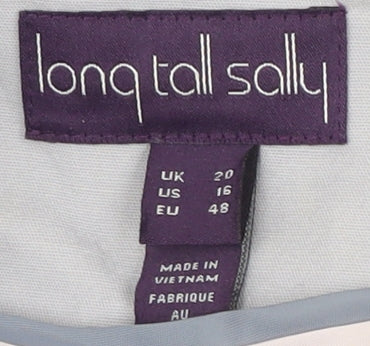 long tall sally
UK 20
US 16
EU 48
MADE IN
VIETNAM
FABRIQUE
AU